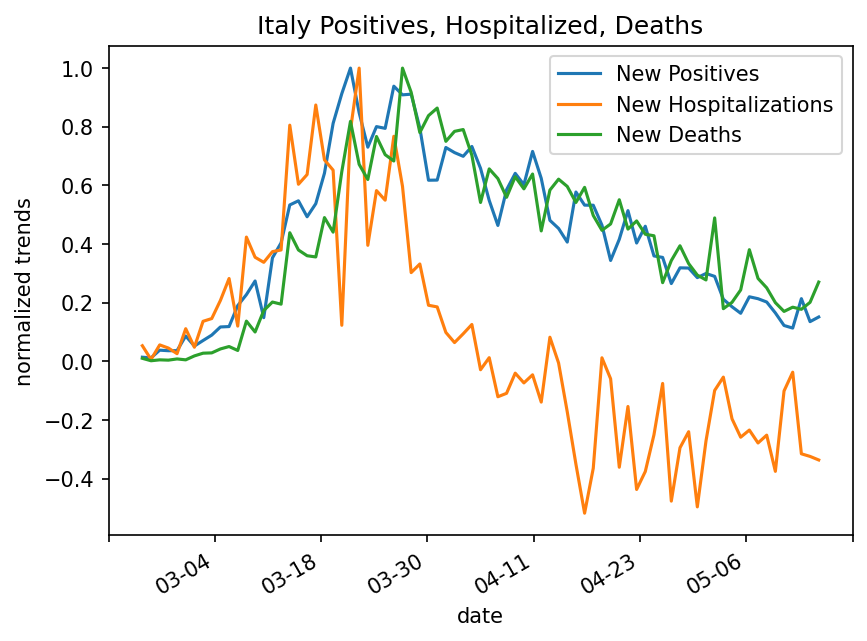 Italy Positives, Hospitalized, Deaths
New Positives
New Hospitalizations
New Deaths
normalized trends
1.0
0.8
0.6
0.4
0.2
0.0
−0.2
−0.4
03-04
03-18
03-30
04-11
04-23
05-06
date